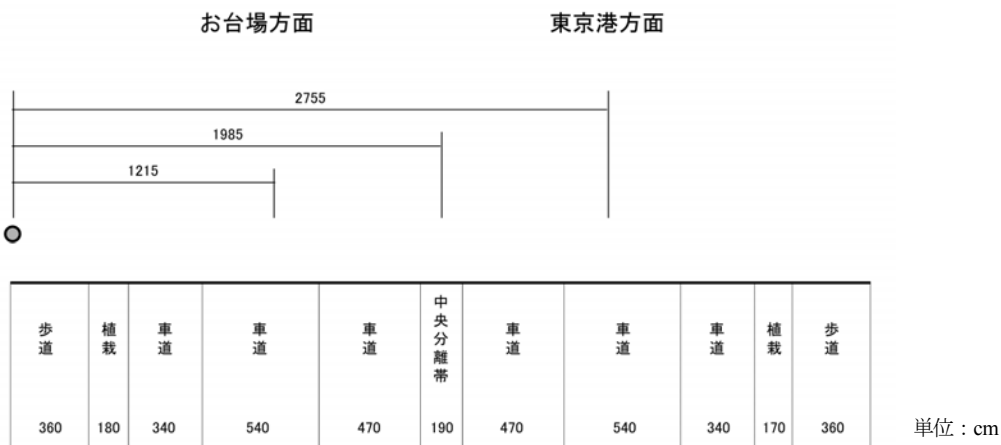 お台場方面 東京港方面
2755
1985
1215
歩道 植栽 車道 車道 車道 中央分離帯 車道 車道 車道 植栽 歩道
360 180 340 540 470 190 470 540 340 170 360 単位:cm